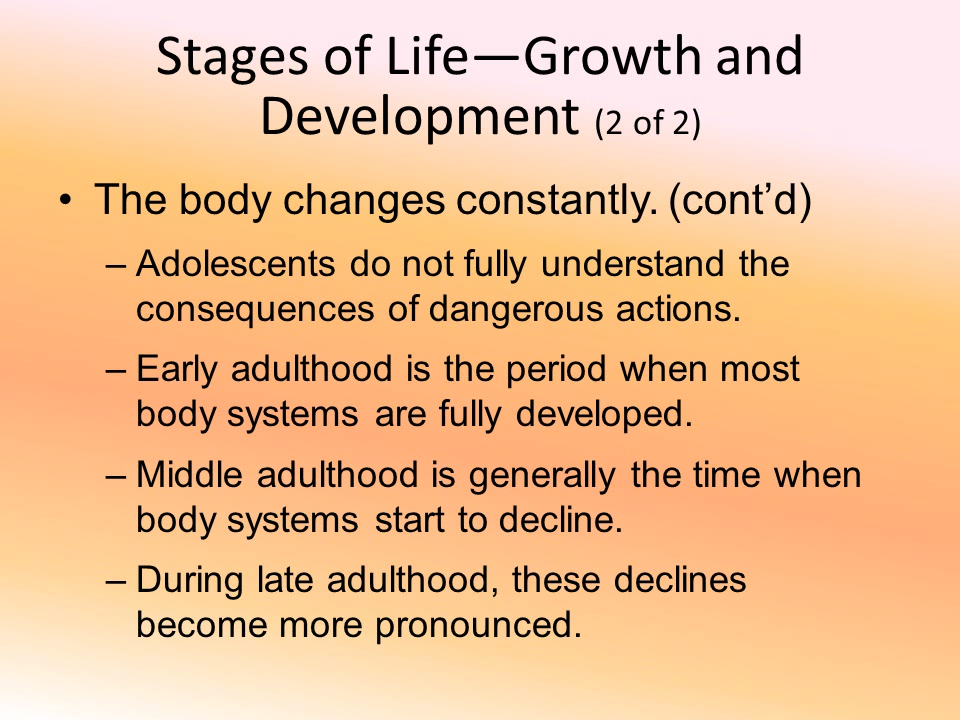 Stages of Life—Growth and
Development (2 of 2)
• The body changes constantly. (cont’d)
– Adolescents do not fully understand the
consequences of dangerous actions.
– Early adulthood is the period when most
body systems are fully developed.
– Middle adulthood is generally the time when
body systems start to decline.
– During late adulthood, these declines
become more pronounced.